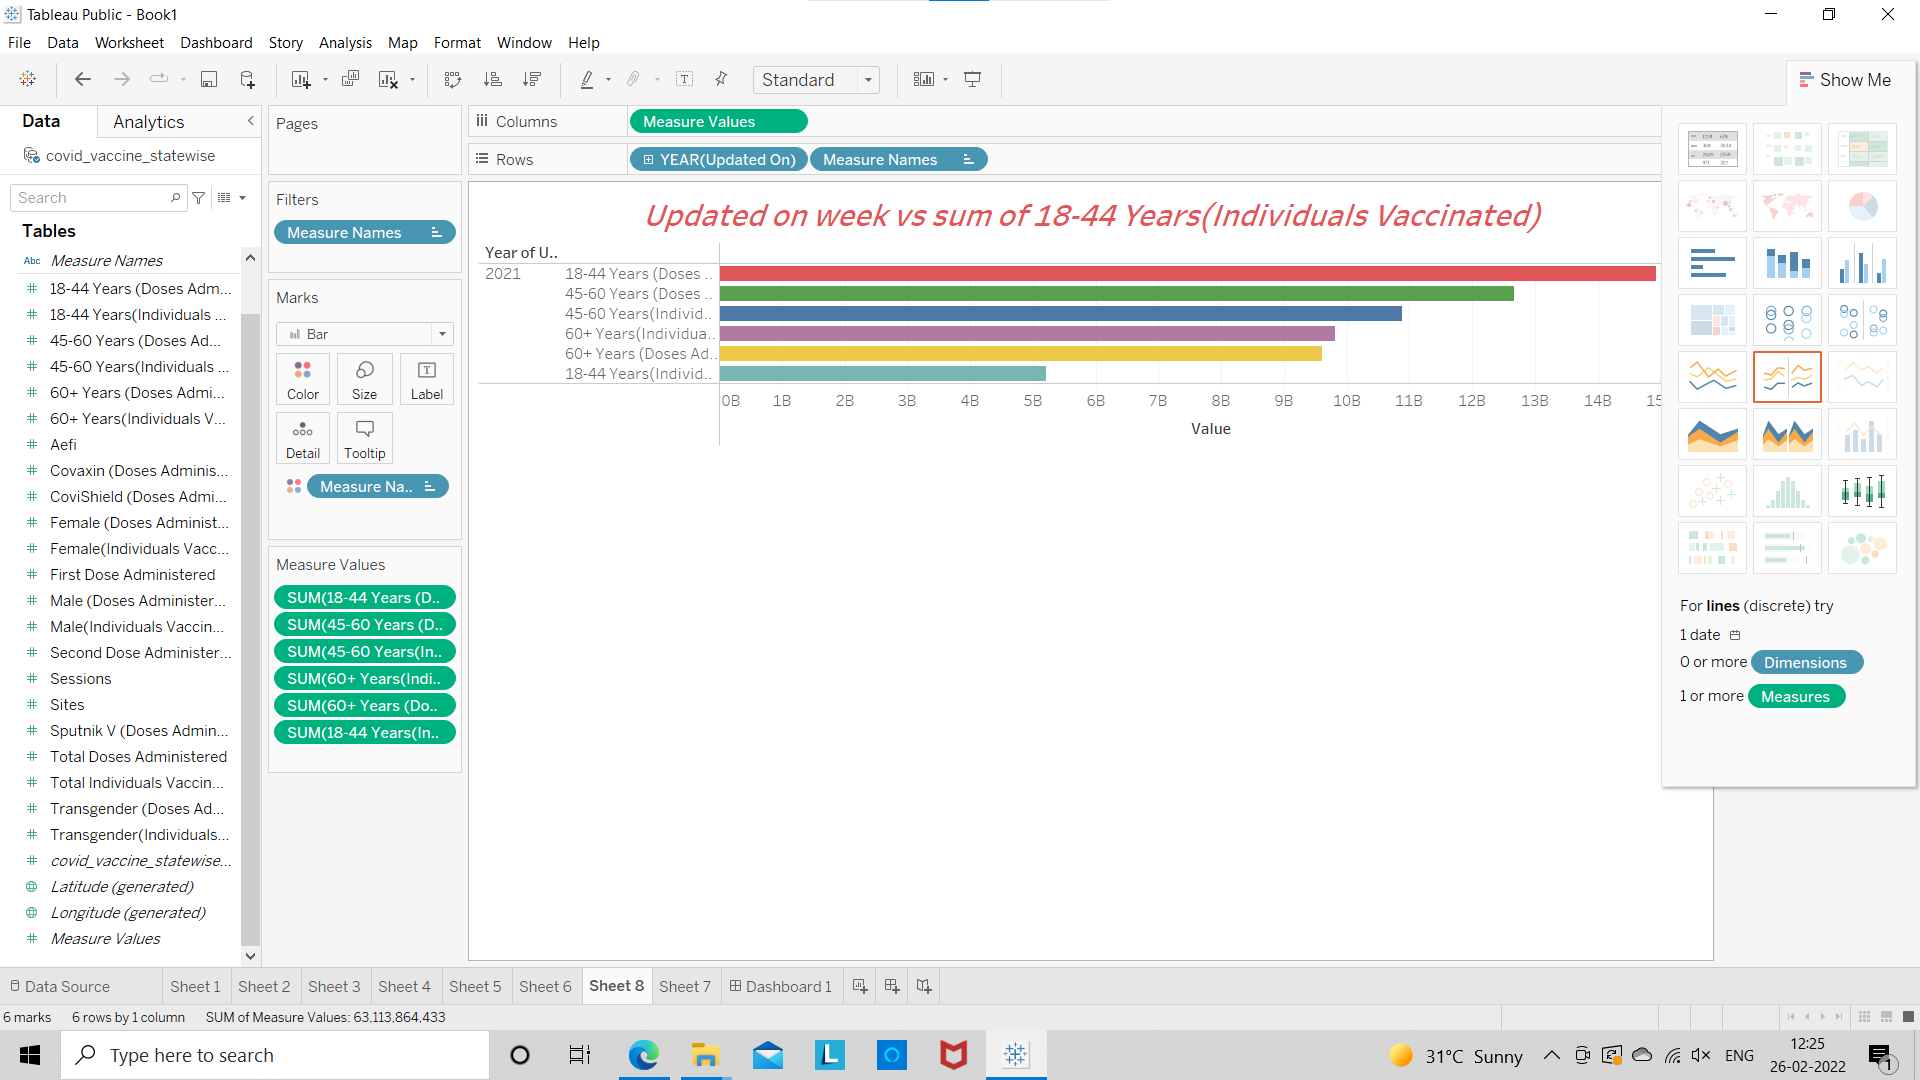 Tableau Public - Book1
File Data Worksheet Dashboard Story Analysis Map Format Window Help
Standard
Show Me
Data Analytics
covid_vaccine_statewise
Search
Tables
Abc Measure Names
18-44 Years (Doses Adm...
18-44 Years(Individuals ...
45-60 Years (Doses Ad...
45-60 Years(Individuals ...
60+ Years (Doses Admi...
60+ Years(Individuals V...
Aefi
Covaxin (Doses Adminis...
CoviShield (Doses Admi...
Female (Doses Administ...
Female(Individuals Vacc...
First Dose Administered
Male (Doses Administer...
Male(Individuals Vaccin...
Second Dose Administer...
Sessions
Sites
Sputnik V (Doses Admin...
Total Doses Administered
Total Individuals Vaccin...
Transgender (Doses Ad...
Transgender(Individuals...
covid_vaccine_statewise...
Latitude (generated)
Longitude (generated)
Measure Values
Pages
Filters
Measure Names
Marks
Bar
Color Size Label
Detail Tooltip
Measure Na..
Measure Values
SUM(18-44 Years (D..
SUM(45-60 Years (D..
SUM(45-60 Years(In..
SUM(60+ Years(Indi..
SUM(60+ Years (Do..
SUM(18-44 Years(In..
Columns Measure Values
Rows YEAR(Updated On) Measure Names
Updated on week vs sum of 18-44 Years(Individuals Vaccinated)
Year of U..
2021 18-44 Years (Doses ..
45-60 Years (Doses ..
45-60 Years(Individ..
60+ Years(Individua..
60+ Years (Doses Ad..
18-44 Years(Individ..
0B 1B 2B 3B 4B 5B 6B 7B 8B 9B 10B 11B 12B 13B 14B 15
Value
For lines (discrete) try
1 date
0 or more Dimensions
1 or more Measures
Data Source Sheet 1 Sheet 2 Sheet 3 Sheet 4 Sheet 5 Sheet 6 Sheet 8 Sheet 7 Dashboard 1
6 marks 6 rows by 1 column SUM of Measure Values: 63,113,864,433
Type here to search
L
31°C Sunny
ENG
12:25
26-02-2022
1